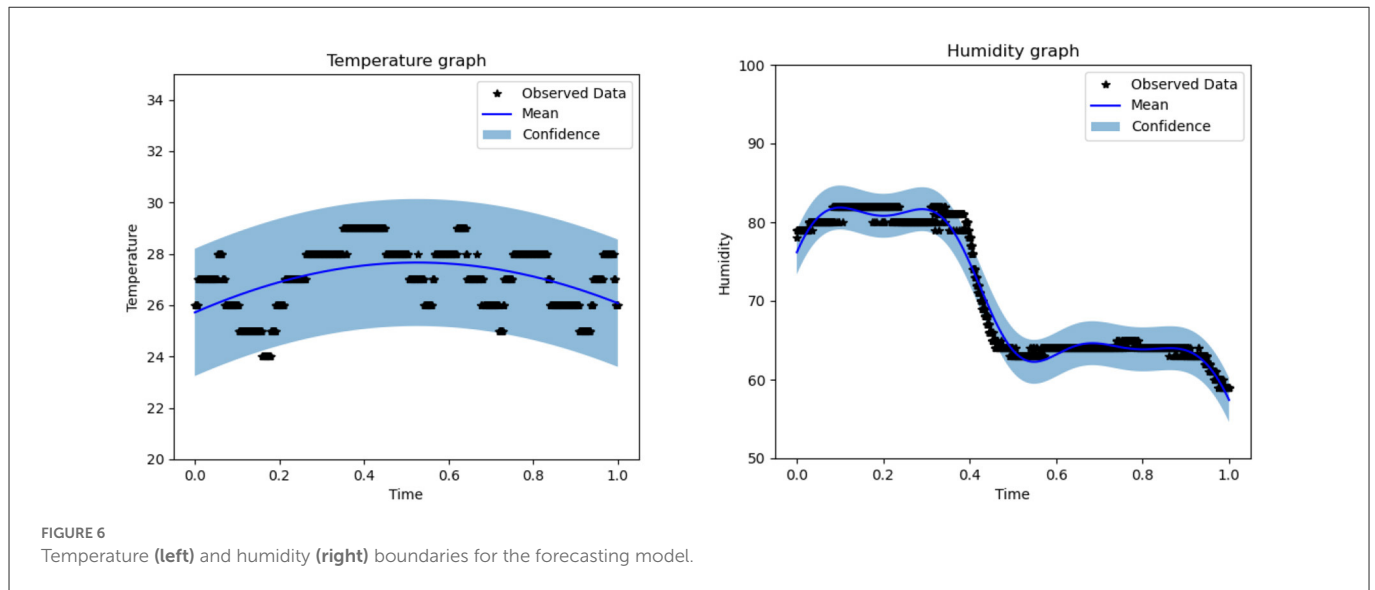 Temperature graph
Observed Data
Mean
Confidence
34
32
30
28
26
24
22
20
Temperature
0.0 0.2 0.4 0.6 0.8 1.0
Time
Humidity graph
Observed Data
Mean
Confidence
100
90
80
70
60
50
Humidity
0.0 0.2 0.4 0.6 0.8 1.0
Time
FIGURE 6
Temperature (left) and humidity (right) boundaries for the forecasting model.